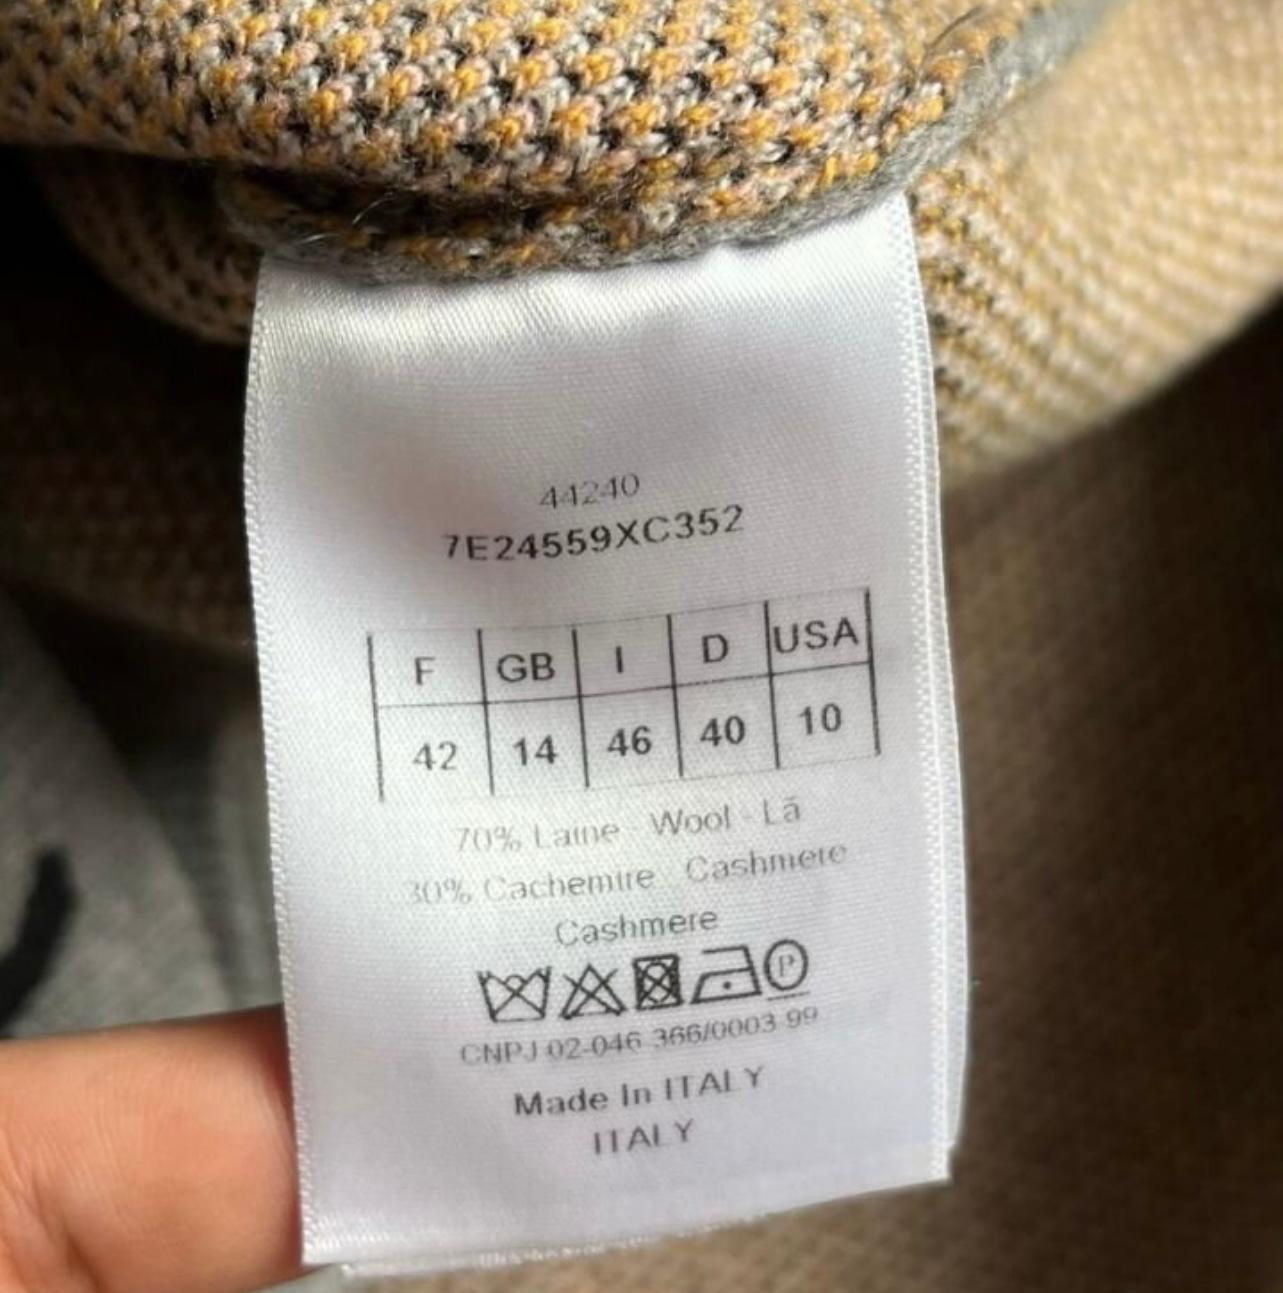 44240
7E24559XC352
F GB I D USA
42 14 46 40 10
70% Laine - Wool - Lã
30% Cachemire - Cashmere
Cashmere
P
CNPJ 02-046 366/0003 99
Made In ITALY
ITALY